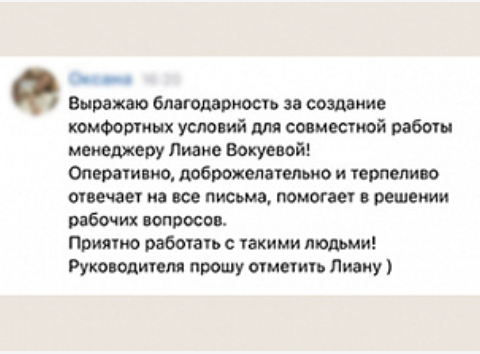 Оксана 16:20
Выражаю благодарность за создание
комфортных условий для совместной работы
менеджеру Лиане Вокуевой!
Оперативно, доброжелательно и терпеливо
отвечает на все письма, помогает в решении
рабочих вопросов.
Приятно работать с такими людьми!
Руководителя прошу отметить Лиану )